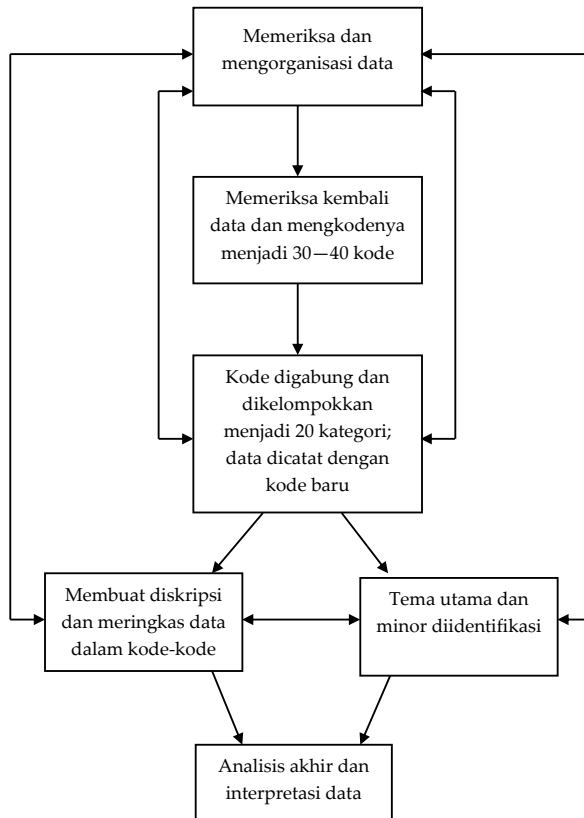 Memeriksa dan
mengorganisasi data
Memeriksa kembali
data dan mengkodenya
menjadi 30—40 kode
Kode digabung dan
dikelompokkan
menjadi 20 kategori;
data dicatat dengan
kode baru
Membuat diskripsi
dan meringkas data
dalam kode-kode
Tema utama dan
minor diidentifikasi
Analisis akhir dan
interpretasi data